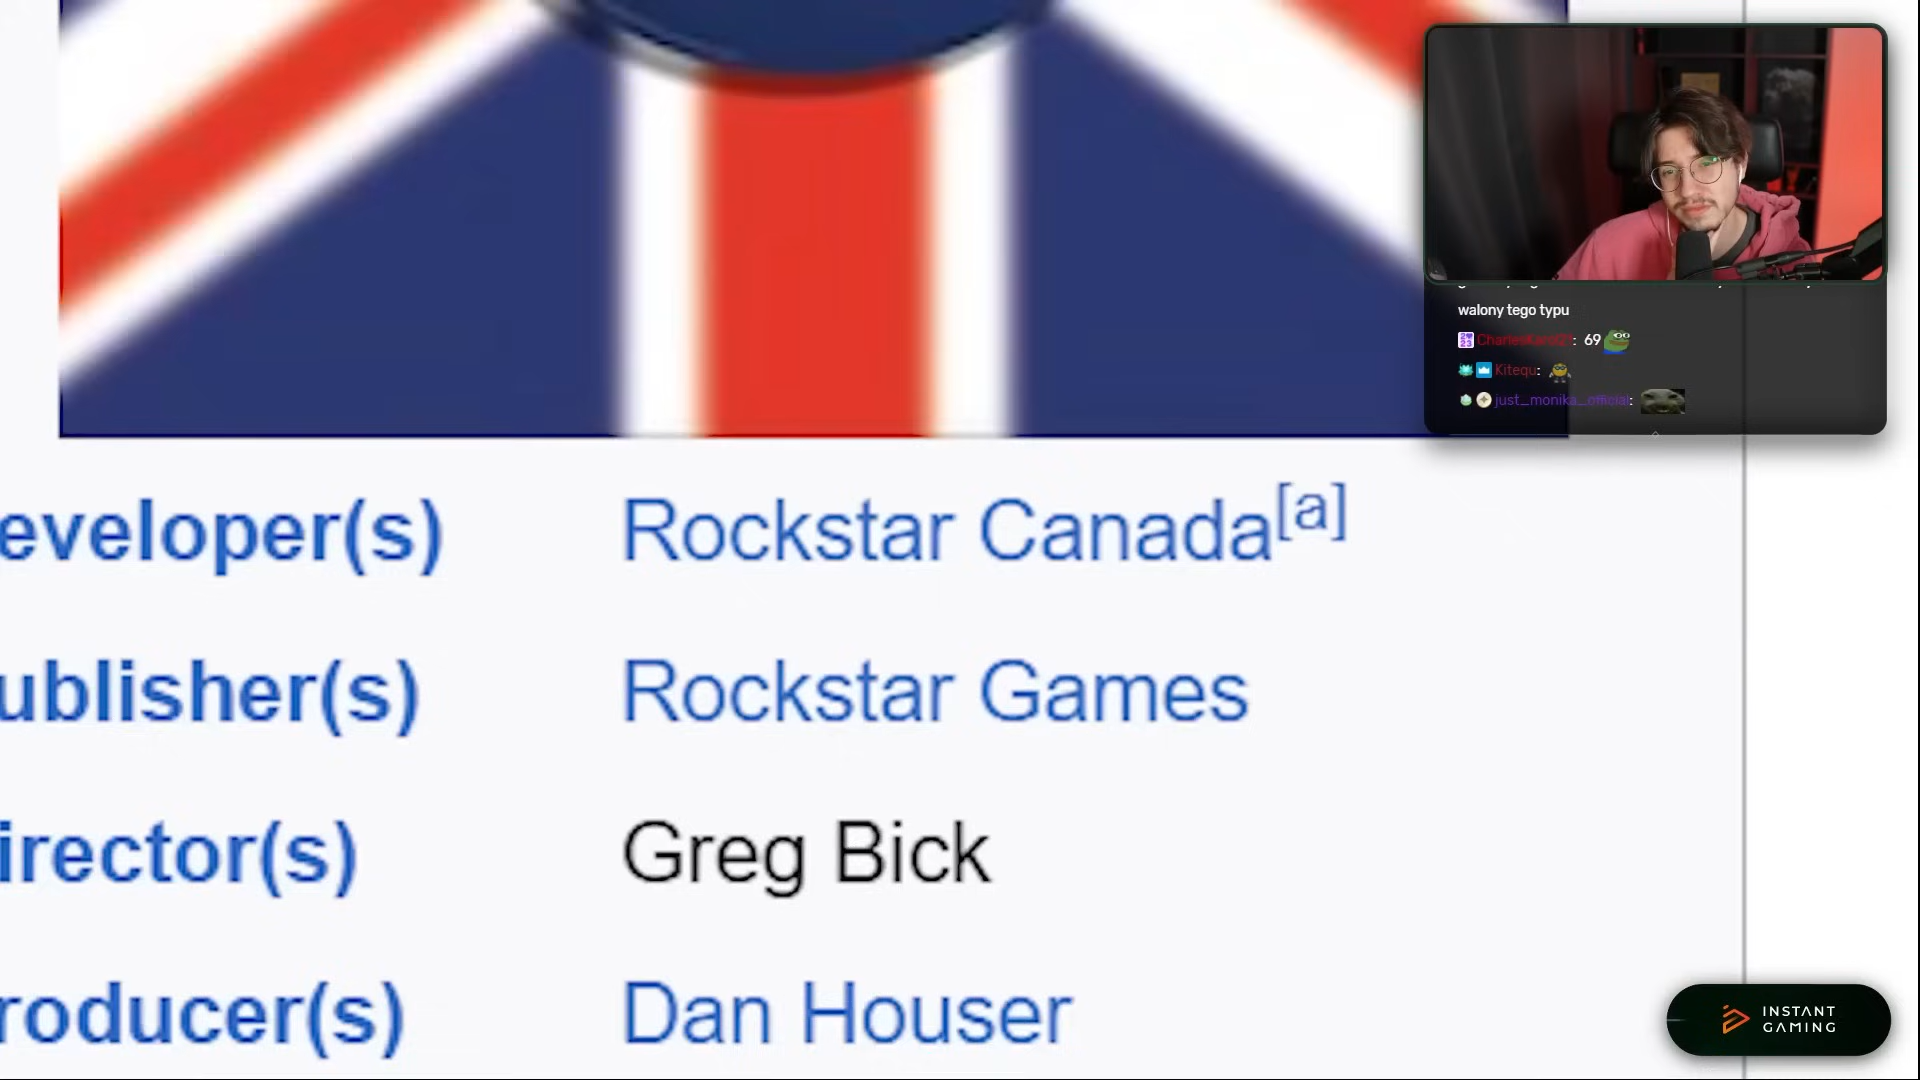 eveloper(s) Rockstar Canada[a]
ublisher(s) Rockstar Games
irector(s) Greg Bick
roducer(s) Dan Houser
walony tego typu
: 69
Kitequ:
just_monika_official:
INSTANT
GAMING